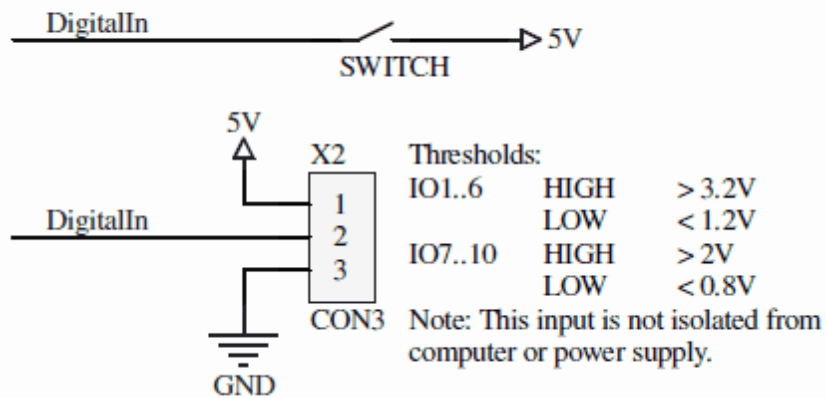 DigitalIn
5V
SWITCH
5V
X2
Thresholds:
1
IO1..6 HIGH > 3.2V
LOW < 1.2V
DigitalIn
2
IO7..10 HIGH > 2V
3
LOW < 0.8V
CON3
Note: This input is not isolated from
computer or power supply.
GND